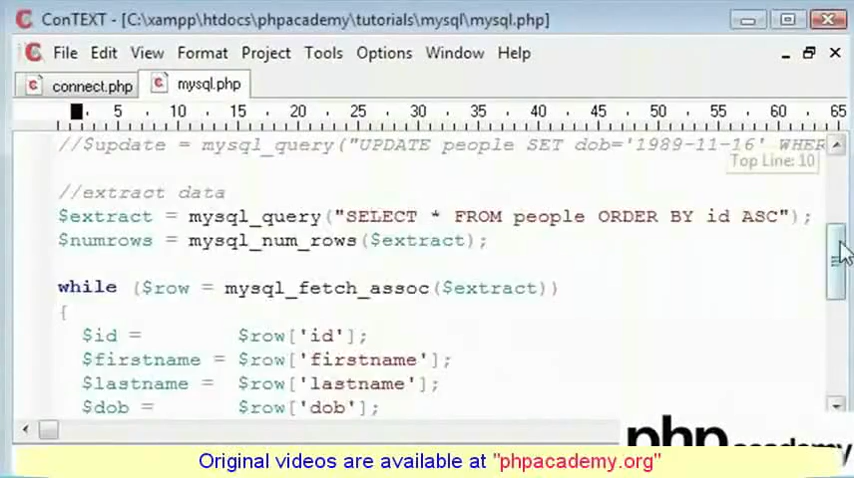 ConTEXT - [C:\xampp\htdocs\phpacademy\tutorials\mysql\mysql.php]
File Edit View Format Project Tools Options Window Help
connect.php mysql.php
5 10 15 20 25 30 35 40 45 50 55 60 65
//$update = mysql_query("UPDATE people SET dob='1989-11-16' WHER
Top Line: 10
//extract data
$extract = mysql_query("SELECT * FROM people ORDER BY id ASC");
$numrows = mysql_num_rows($extract);
while ($row = mysql_fetch_assoc($extract))
{
$id = $row['id'];
$firstname = $row['firstname'];
$lastname = $row['lastname'];
$dob = $row['dob'];
php academy
Original videos are available at "phpacademy.org"